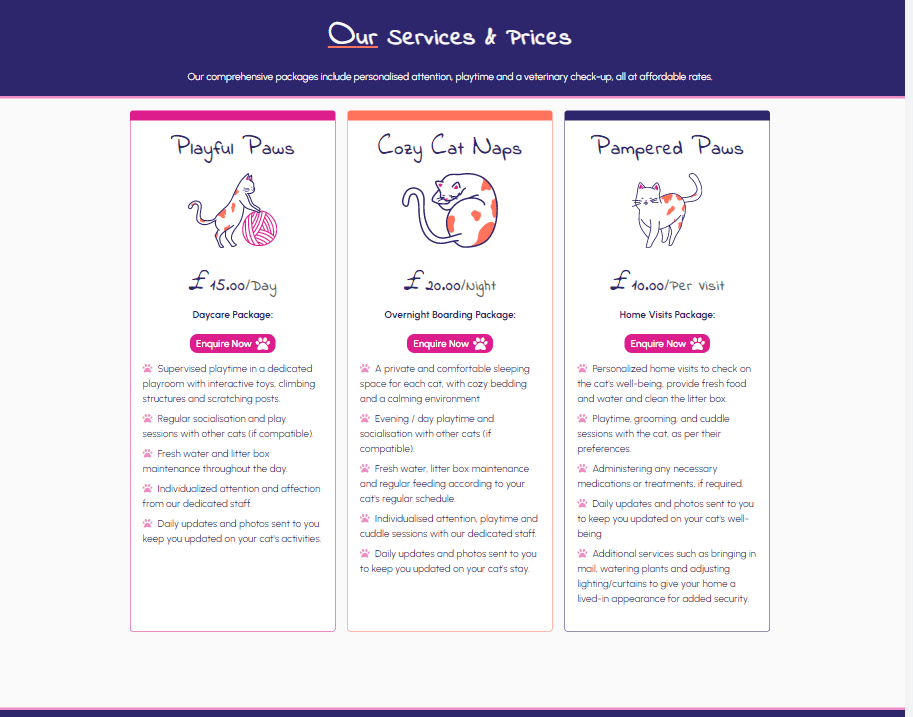 Our Services & Prices
Our comprehensive packages include personalised attention, playtime and a veterinary check-up, all at affordable rates.
Playful Paws
£ 15.00/Day
Daycare Package:
Enquire Now
Supervised playtime in a dedicated
playroom with interactive toys, climbing
structures and scratching posts.
Regular socialisation and play
sessions with other cats (if compatible).
Fresh water and litter box
maintenance throughout the day.
Individualized attention and affection
from our dedicated staff.
Daily updates and photos sent to you
keep you updated on your cat's activities.
Cozy Cat Naps
£ 20.00/Night
Overnight Boarding Package:
Enquire Now
A private and comfortable sleeping
space for each cat, with cozy bedding
and a calming environment
Evening / day playtime and
socialisation with other cats (if
compatible).
Fresh water, litter box maintenance
and regular feeding according to your
cat's regular schedule.
Individualised attention, playtime and
cuddle sessions with our dedicated staff.
Daily updates and photos sent to you
to keep you updated on your cat's stay.
Pampered Paws
£ 10.00/Per Visit
Home Visits Package:
Enquire Now
Personalized home visits to check on
the cat's well-being, provide fresh food
and water and clean the litter box.
Playtime, grooming, and cuddle
sessions with the cat, as per their
preferences.
Administering any necessary
medications or treatments, if required.
Daily updates and photos sent to you
to keep you updated on your cat's well-
being
Additional services such as bringing in
mail, watering plants and adjusting
lighting/curtains to give your home a
lived-in appearance for added security.